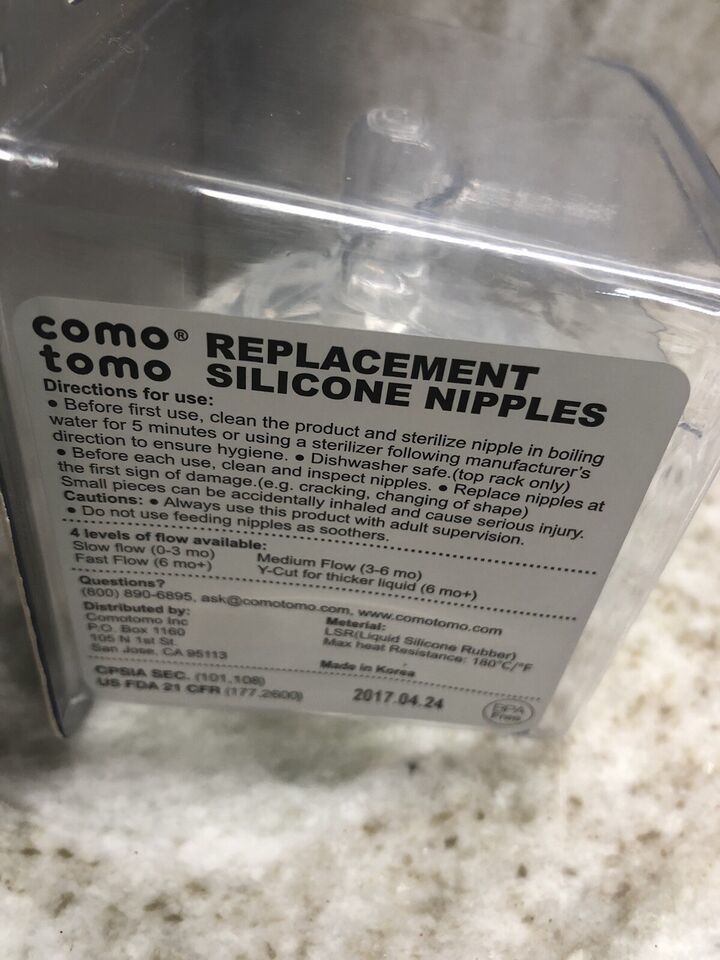 como® REPLACEMENT
tomo SILICONE NIPPLES
Directions for use:
• Before first use, clean the product and sterilize nipple in boiling
water for 5 minutes or using a sterilizer following manufacturer's
direction to ensure hygiene. • Dishwasher safe.(top rack only)
• Before each use, clean and inspect nipples. • Replace nipples at
the first sign of damage.(e.g. cracking, changing of shape)
Small pieces can be accidentally inhaled and cause serious injury.
Cautions: • Always use this product with adult supervision.
• Do not use feeding nipples as soothers.
4 levels of flow available:
Slow flow (0-3 mo) Medium Flow (3-6 mo)
Fast Flow (6 mo+) Y-Cut for thicker liquid (6 mo+)
Questions?
(800) 890-6895, ask@comotomo.com, www.comotomo.com
Distributed by:
Comotomo Inc
P.O. Box 1160
105 N 1st St.
San Jose, CA 95113
Meterial:
LSR(Liquid Silicone Rubber)
Max heat Resistance: 180°C/°F
Made in Korea
CPSIA SEC. (101,108)
US FDA 21 CFR (177.2600)
2017.04.24
BPA
Free